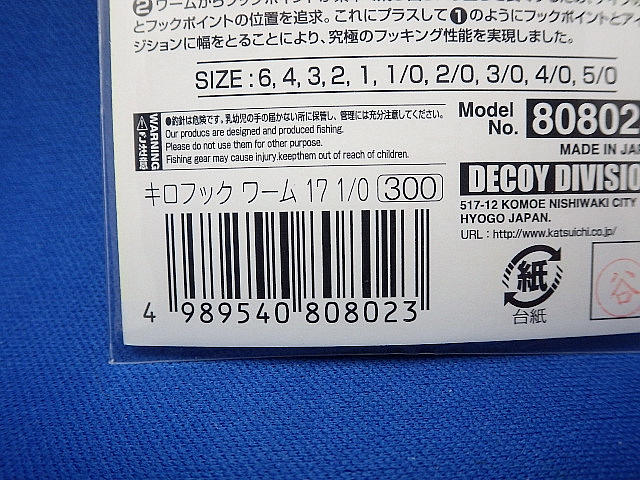 とフックポイントの位置を追求。これにプラスして❶のようにフックポイントとア
ジションに幅をとることにより、究極のフッキング性能を実現しました。
SIZE : 6, 4, 3, 2, 1, 1/0, 2/0, 3/0, 4/0, 5/0
WARNING
●釣針は危険です。乳幼児の手の届かない所に保管し、管理には充分注意してください。
Our producs are designed and produced fishing.
Please do not use them for other purpose.
Fishing gear may cause injury.keepthem out of reach of children.
Model No. 80802
MADE IN JA
DECOY DIVISIO
517-12 KOMOE NISHIWAKI CITY
HYOGO JAPAN.
URL : http://www.katsuichi.co.jp/
キロフック ワーム 17 1/0 300
4 989540 808023
紙
台紙
谷